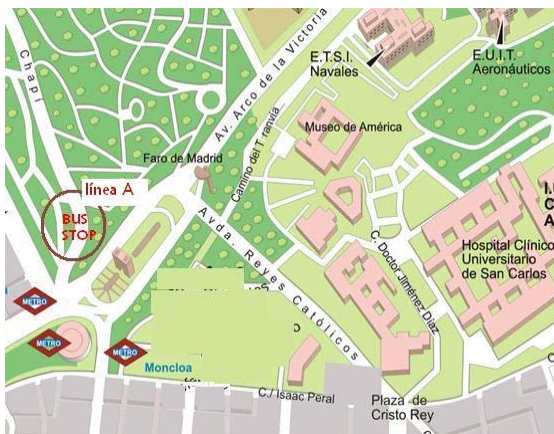 Chapí
Av. Arco de la Victoria
E.T.S.I.
Navales
E.U.I.T.
Aeronáuticos
Museo de América
Camino del Tranvía
Faro de Madrid
línea A
BUS
STOP
Avda. Reyes Católicos
C. Doctor Jiménez Díaz
Hospital Clínico
Universitario
de San Carlos
METRO
METRO
METRO
Moncloa
C./ Isaac Peral
Plaza de
Cristo Rey